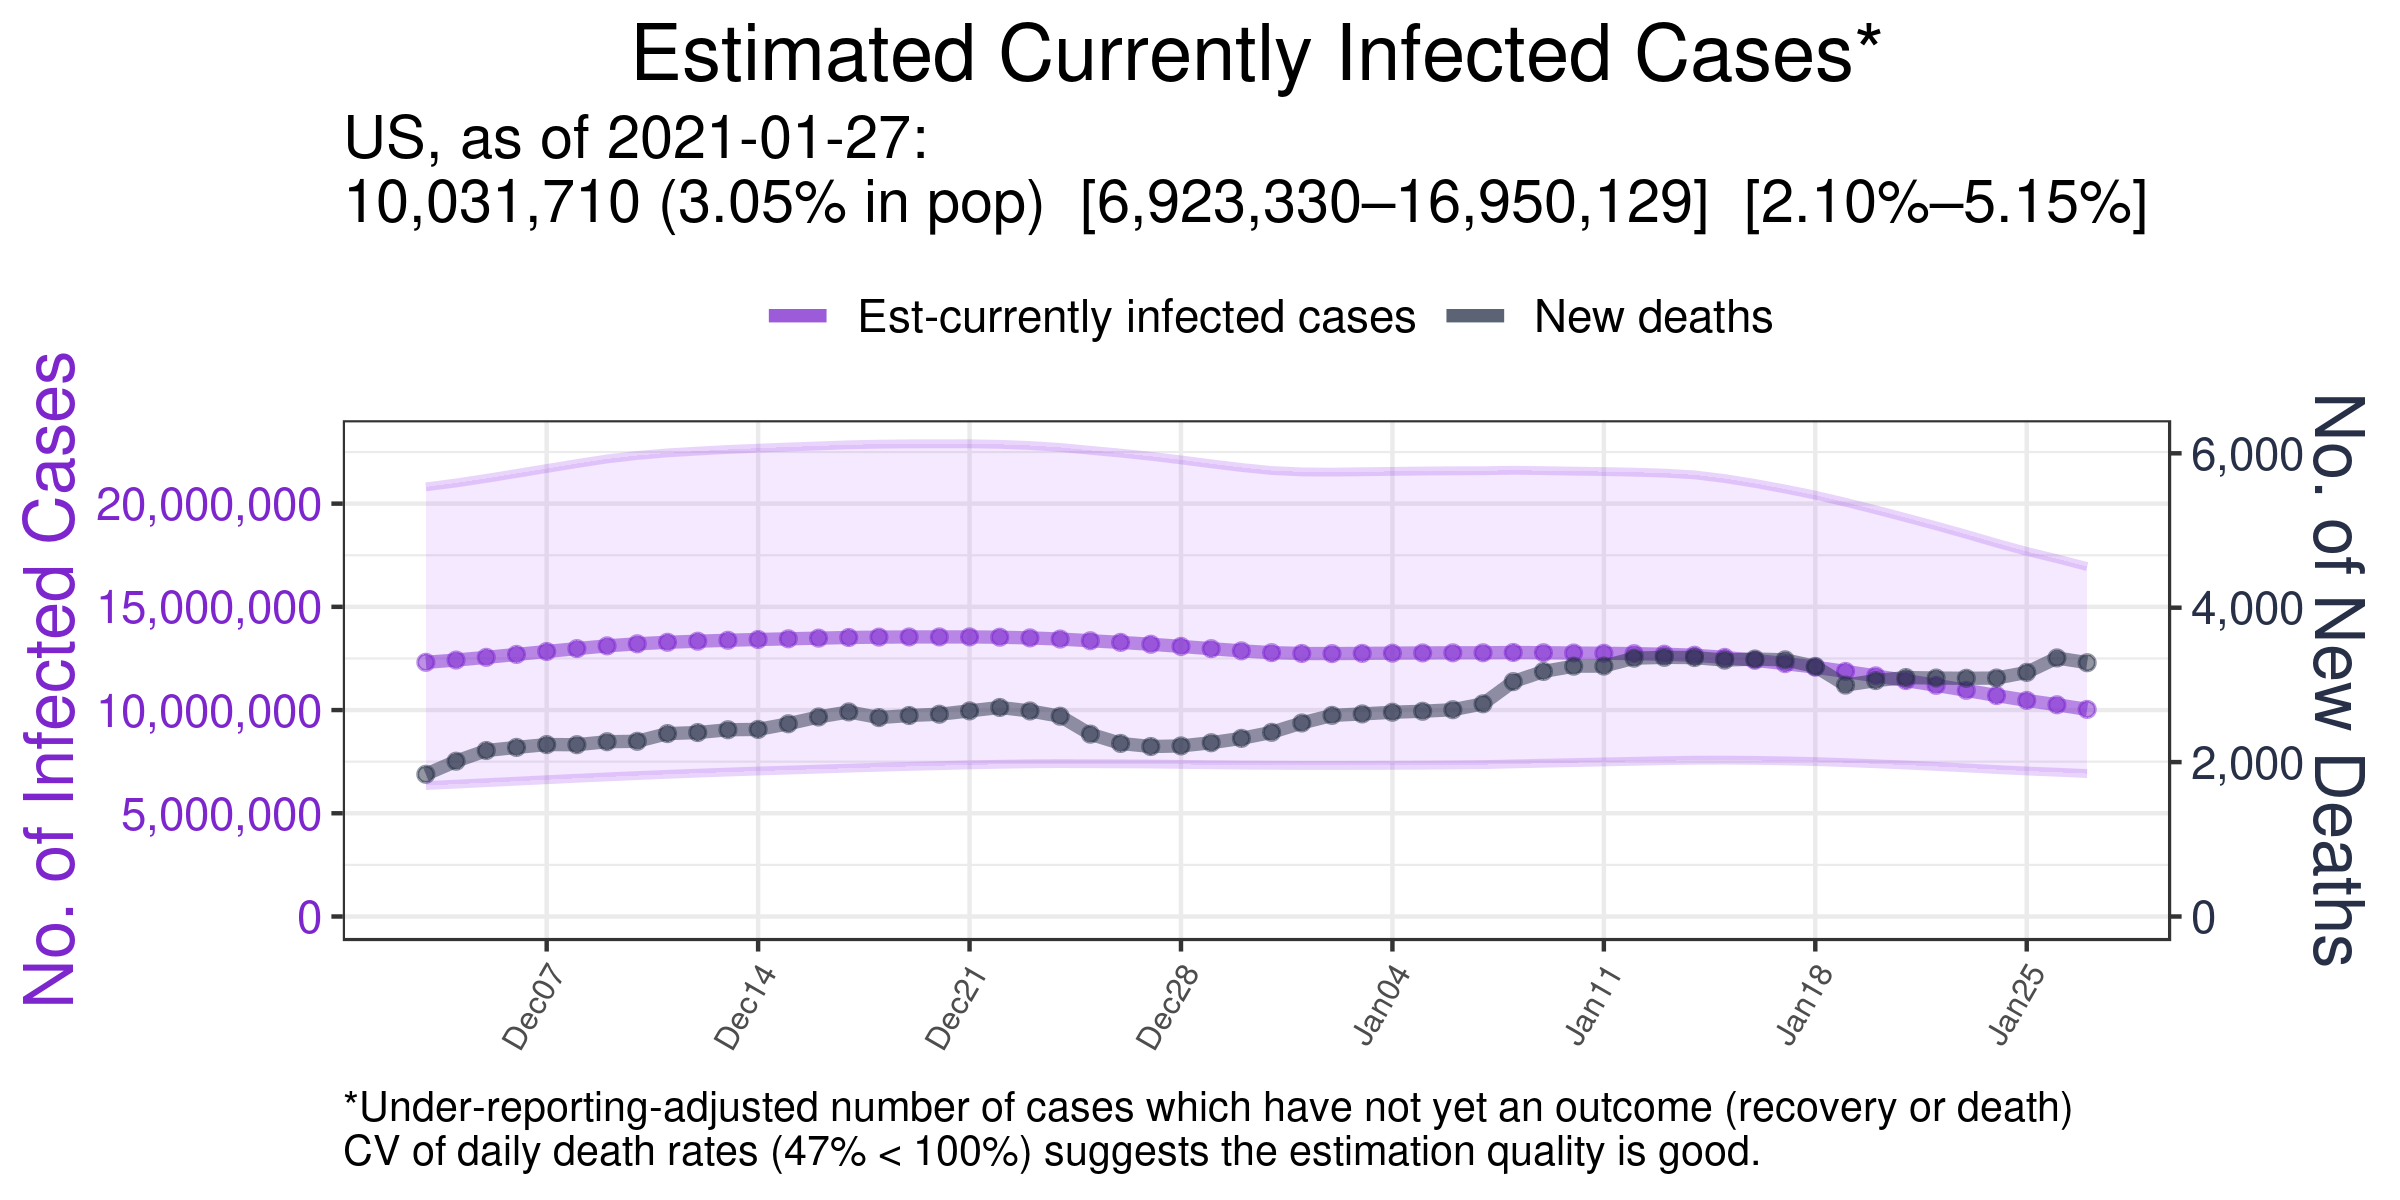 Estimated Currently Infected Cases*
US, as of 2021-01-27:
10,031,710 (3.05% in pop)  [6,923,330–16,950,129]  [2.10%–5.15%]
Est-currently infected cases
New deaths
No. of Infected Cases
20,000,000
15,000,000
10,000,000
5,000,000
0
6,000
4,000
2,000
0
No. of New Deaths
Dec07
Dec14
Dec21
Dec28
Jan04
Jan11
Jan18
Jan25
*Under-reporting-adjusted number of cases which have not yet an outcome (recovery or death)
CV of daily death rates (47% < 100%) suggests the estimation quality is good.